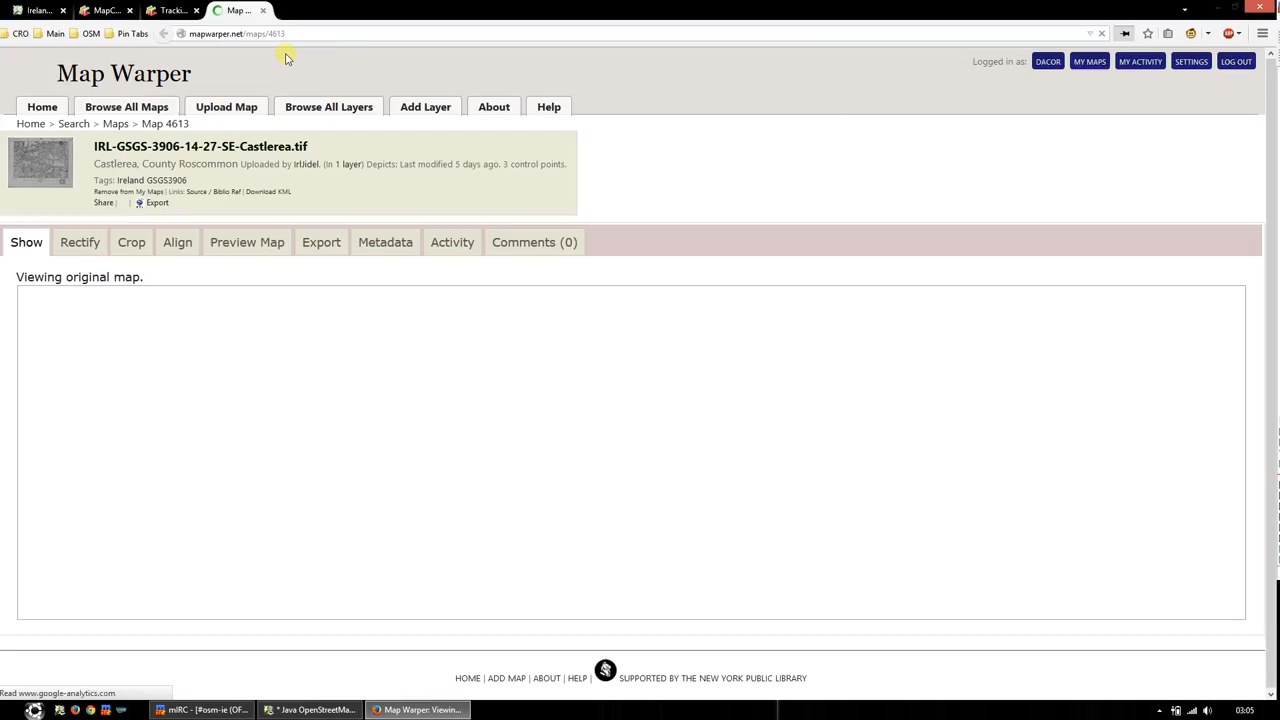 Irelan...
MapC...
Tracki...
Map ...
CRO
Main
OSM
Pin Tabs
mapwarper.net/maps/4613
Map Warper
Logged in as:
DACOR
MY MAPS
MY ACTIVITY
SETTINGS
LOG OUT
Home
Browse All Maps
Upload Map
Browse All Layers
Add Layer
About
Help
Home > Search > Maps > Map 4613
IRL-GSGS-3906-14-27-SE-Castlerea.tif
Castlerea, County Roscommon Uploaded by IrlJidel. (In 1 layer) Depicts: Last modified 5 days ago. 3 control points.
Tags: Ireland GSGS3906
Remove from My Maps | Links: Source / Biblio Ref | Download KML
Share | | Export
Show
Rectify
Crop
Align
Preview Map
Export
Metadata
Activity
Comments (0)
Viewing original map.
HOME | ADD MAP | ABOUT | HELP | SUPPORTED BY THE NEW YORK PUBLIC LIBRARY
Read www.google-analytics.com
mIRC - [#osm-ie (OF...
* Java OpenStreetMa...
Map Warper: Viewin...
03:05